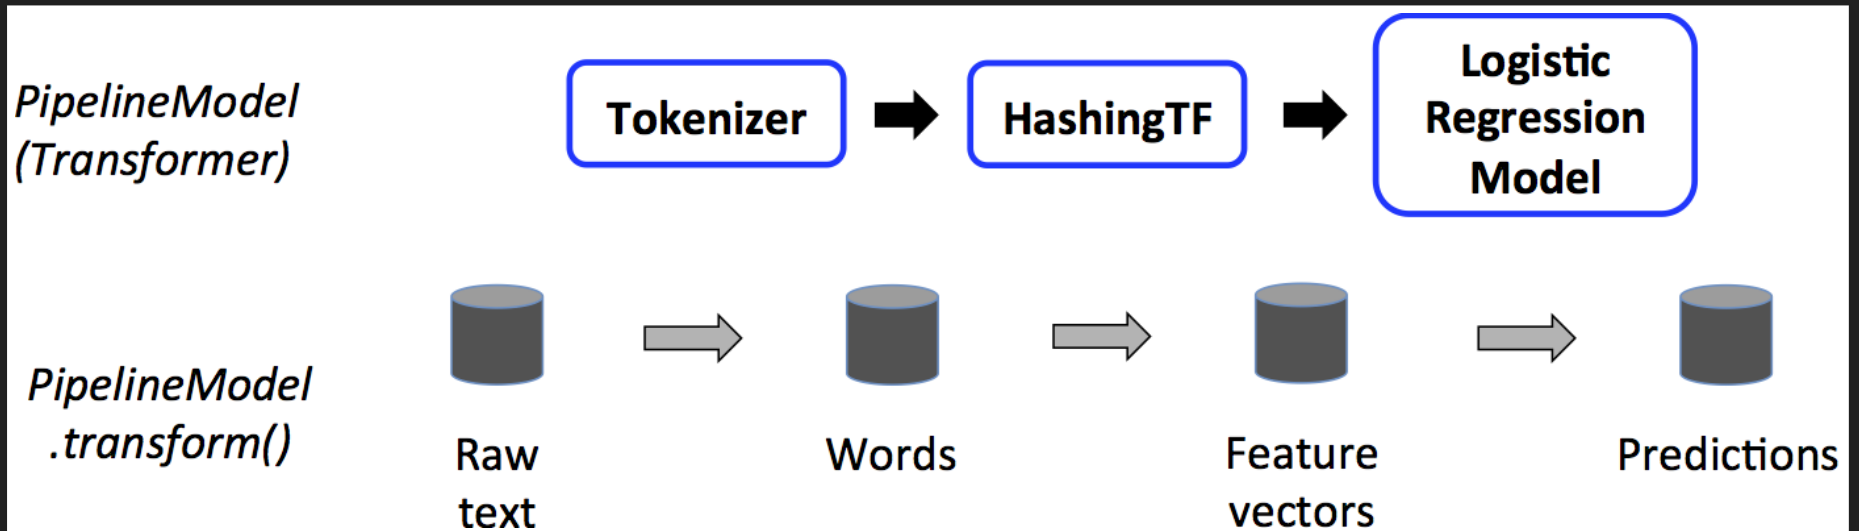 PipelineModel
(Transformer)
Tokenizer
HashingTF
Logistic
Regression
Model
PipelineModel
.transform()
Raw
text
Words
Feature
vectors
Predictions